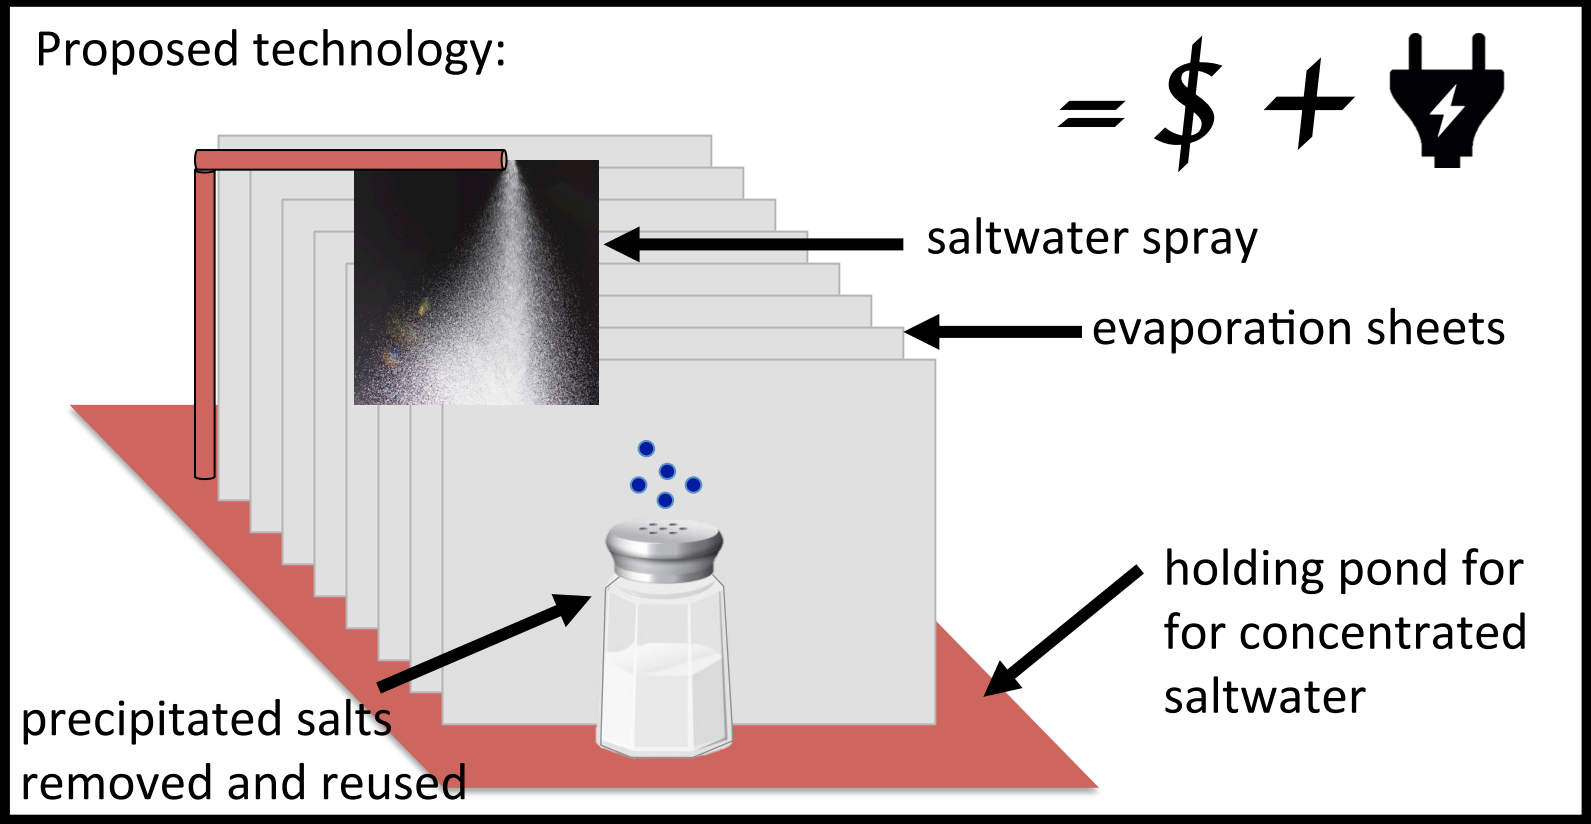 Proposed technology:
= $ +
saltwater spray
evaporation sheets
holding pond for
for concentrated
saltwater
precipitated salts
removed and reused